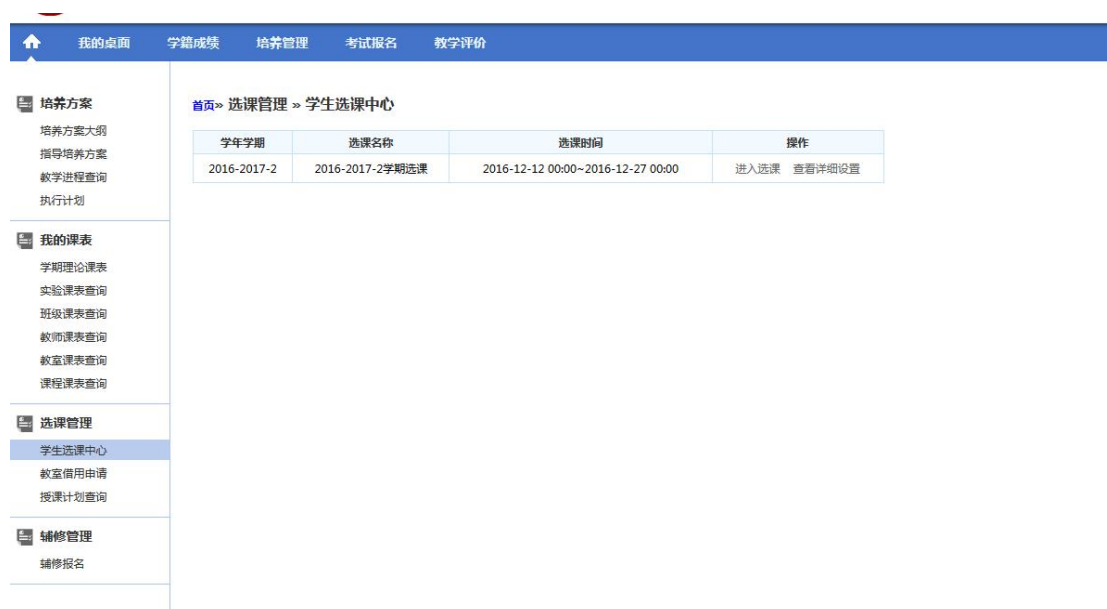 我的桌面 学籍成绩 培养管理 考试报名 教学评价
培养方案
培养方案大纲
指导培养方案
教学进程查询
执行计划
我的课表
学期理论课表
实验课表查询
班级课表查询
教师课表查询
教室课表查询
课程课表查询
选课管理
学生选课中心
教室借用申请
授课计划查询
辅修管理
辅修报名
首页» 选课管理 » 学生选课中心
学年学期 选课名称 选课时间 操作
2016-2017-2 2016-2017-2学期选课 2016-12-12 00:00~2016-12-27 00:00 进入选课 查看详细设置